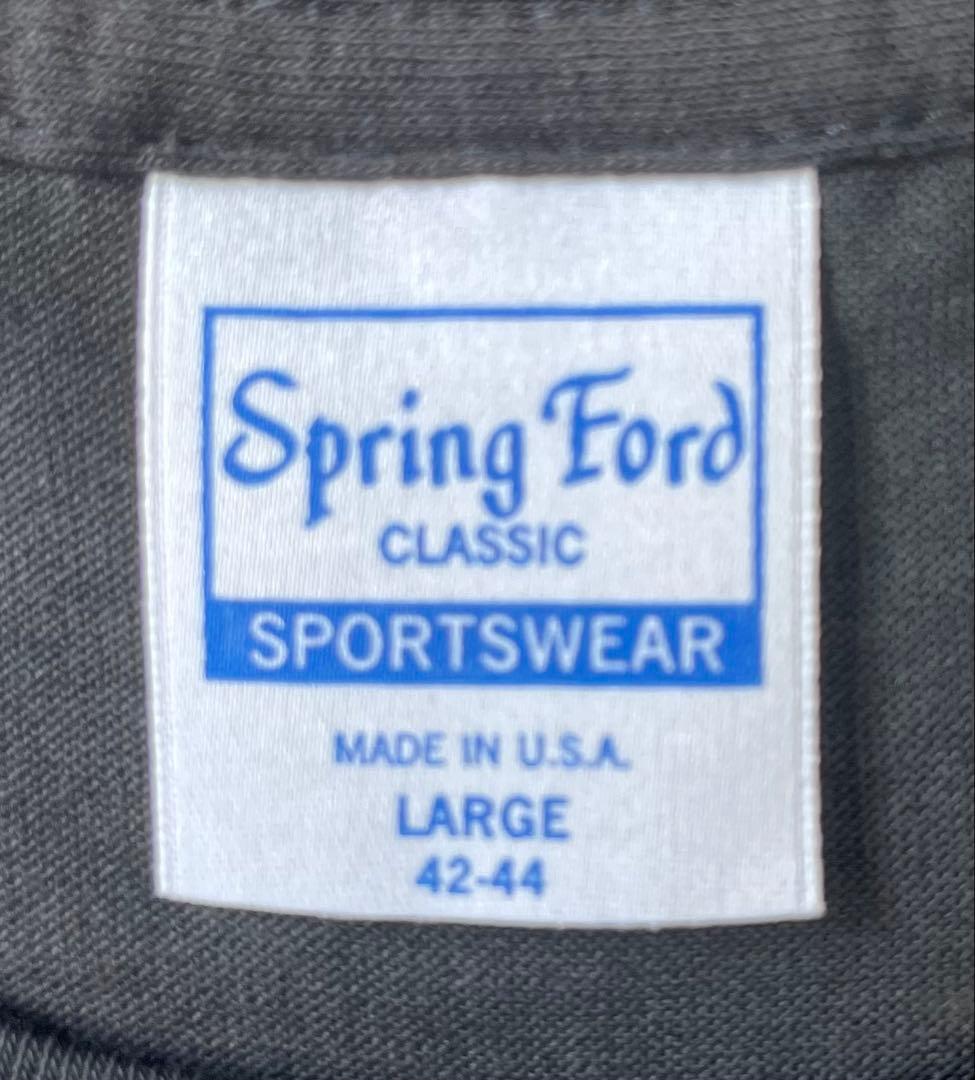 Spring Ford
CLASSIC
SPORTSWEAR
MADE IN U.S.A.
LARGE
42-44